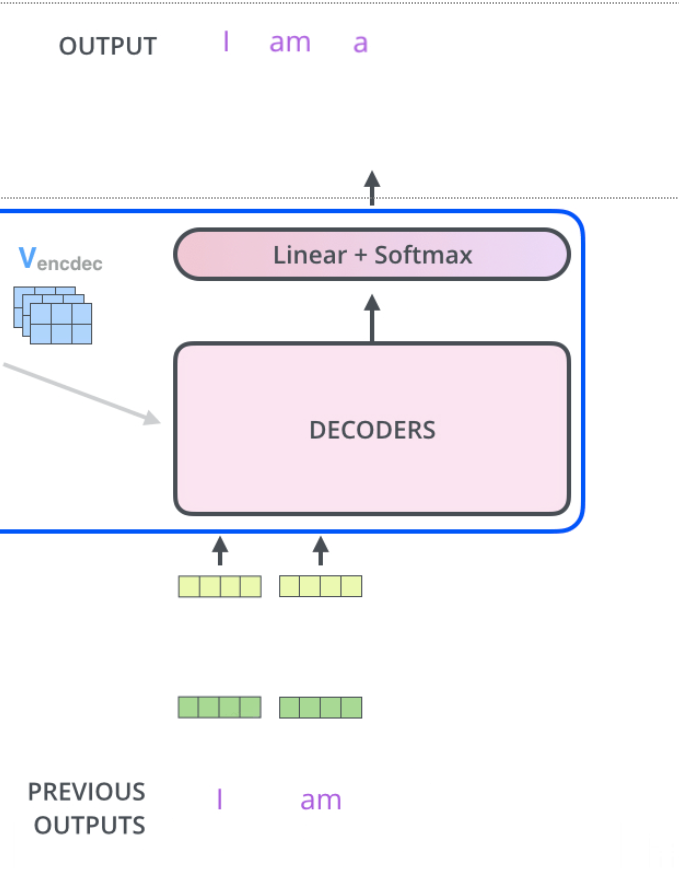 OUTPUT I am a
Vencdec
Linear + Softmax
DECODERS
PREVIOUS
OUTPUTS
I am